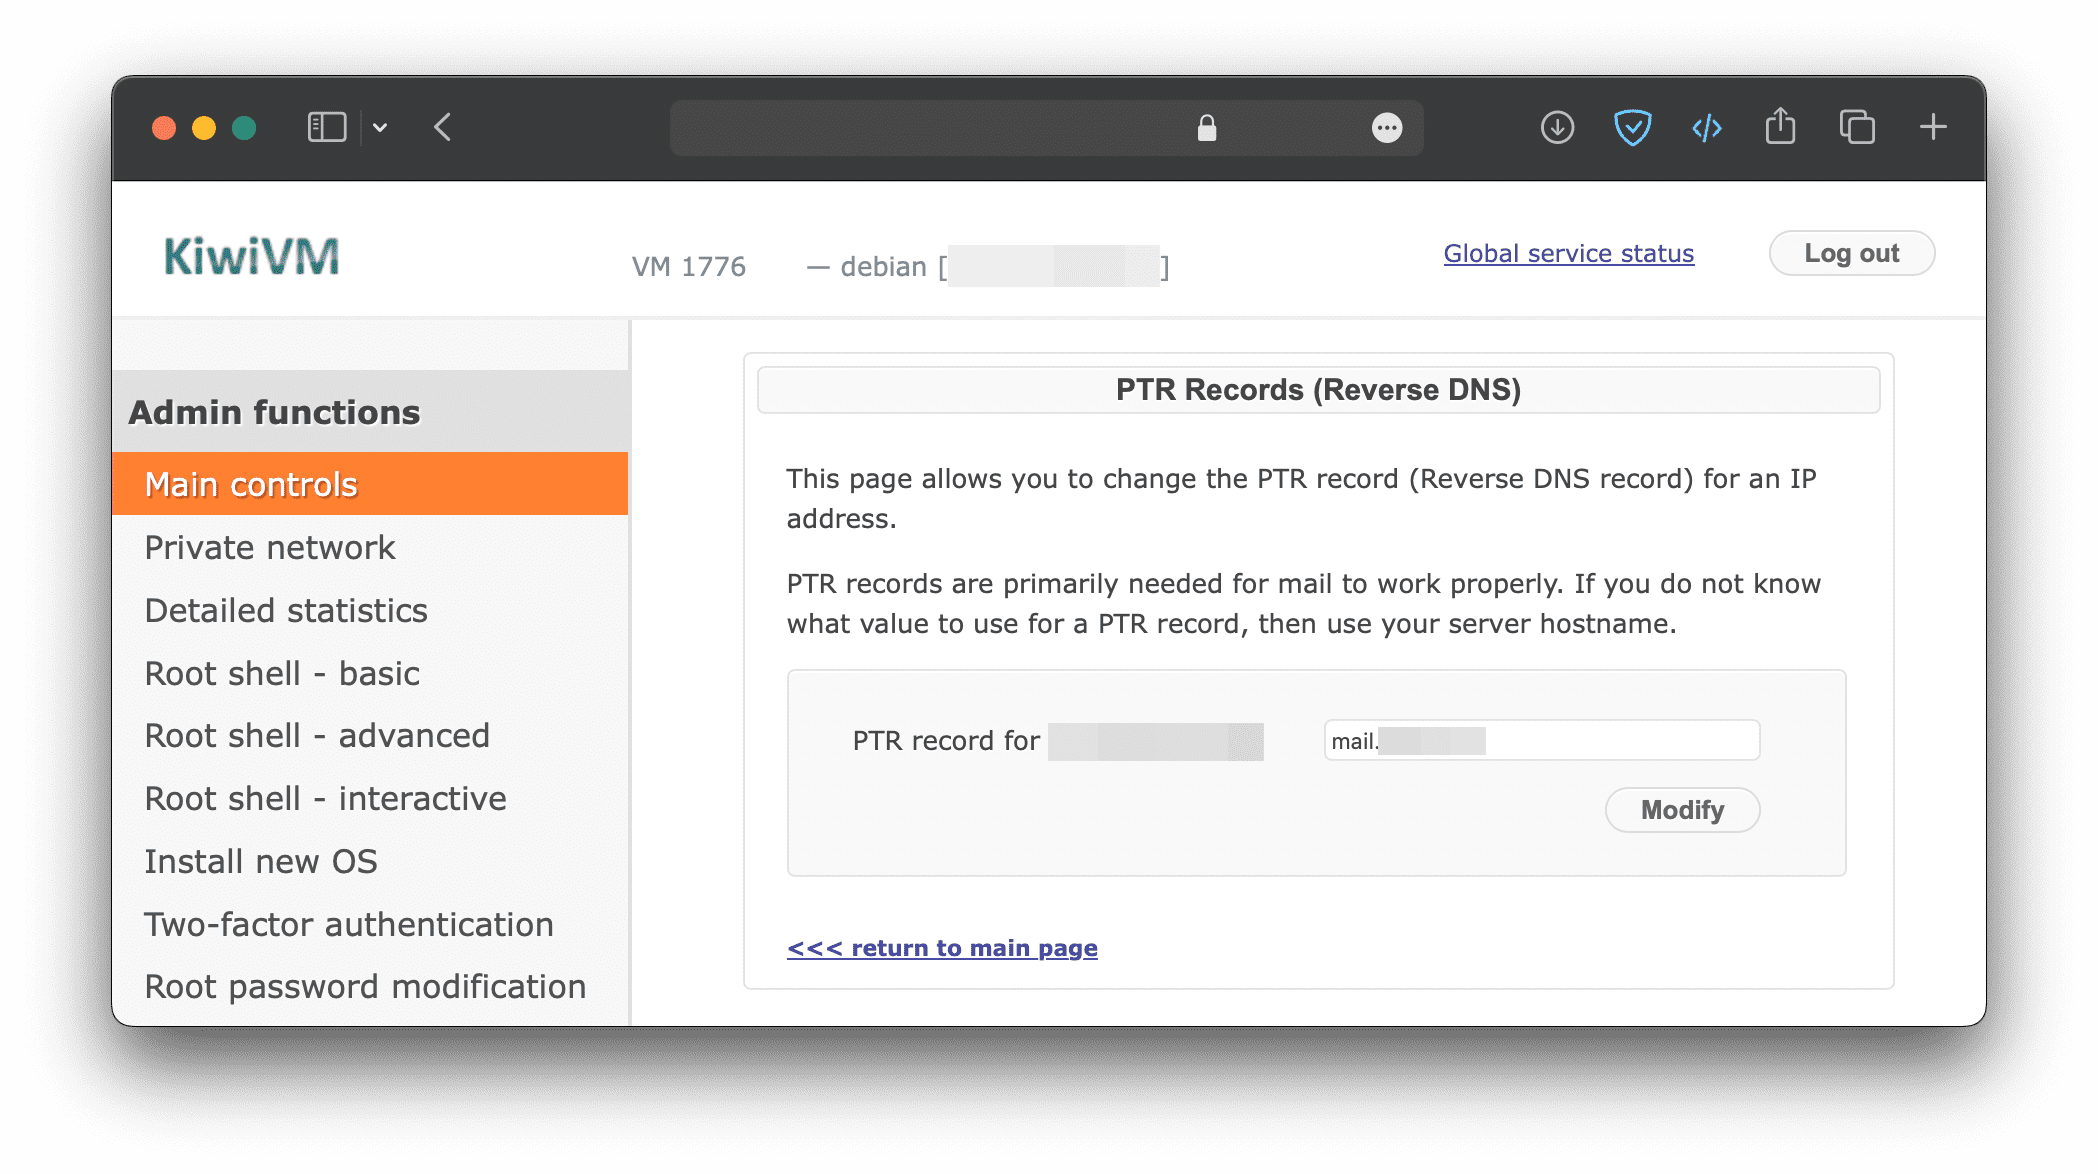 KiwiVM
VM 1776 — debian [ ]
Global service status
Log out
Admin functions
Main controls
Private network
Detailed statistics
Root shell - basic
Root shell - advanced
Root shell - interactive
Install new OS
Two-factor authentication
Root password modification
PTR Records (Reverse DNS)
This page allows you to change the PTR record (Reverse DNS record) for an IP
address.
PTR records are primarily needed for mail to work properly. If you do not know
what value to use for a PTR record, then use your server hostname.
PTR record for
mail.
Modify
<<< return to main page